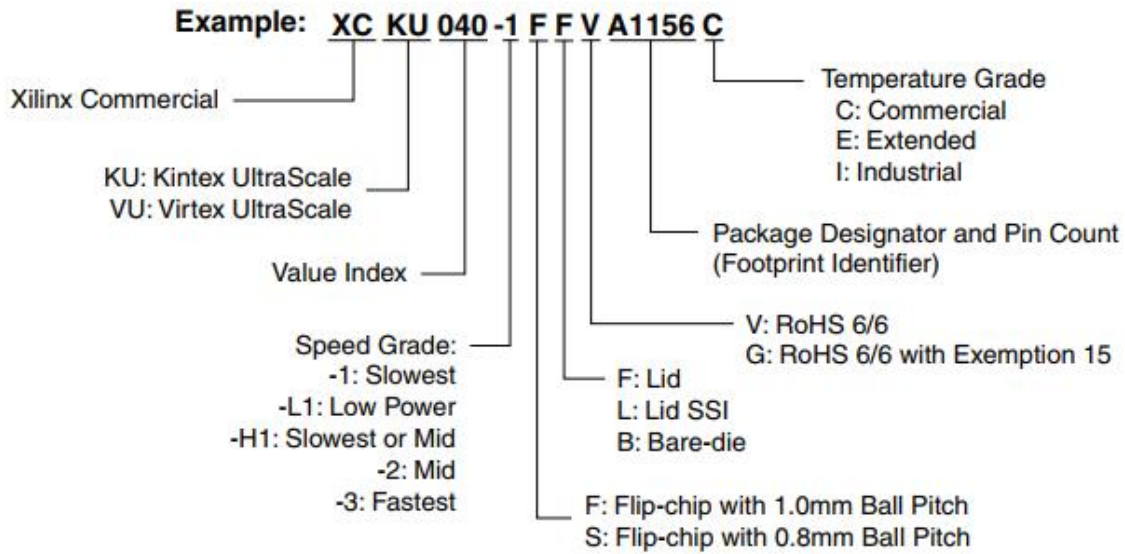 Example: XC KU 040 -1 F F V A1156 C
Xilinx Commercial
KU: Kintex UltraScale
VU: Virtex UltraScale
Value Index
Speed Grade:
-1: Slowest
-L1: Low Power
-H1: Slowest or Mid
-2: Mid
-3: Fastest
Temperature Grade
C: Commercial
E: Extended
I: Industrial
Package Designator and Pin Count
(Footprint Identifier)
V: RoHS 6/6
G: RoHS 6/6 with Exemption 15
F: Lid
L: Lid SSI
B: Bare-die
F: Flip-chip with 1.0mm Ball Pitch
S: Flip-chip with 0.8mm Ball Pitch